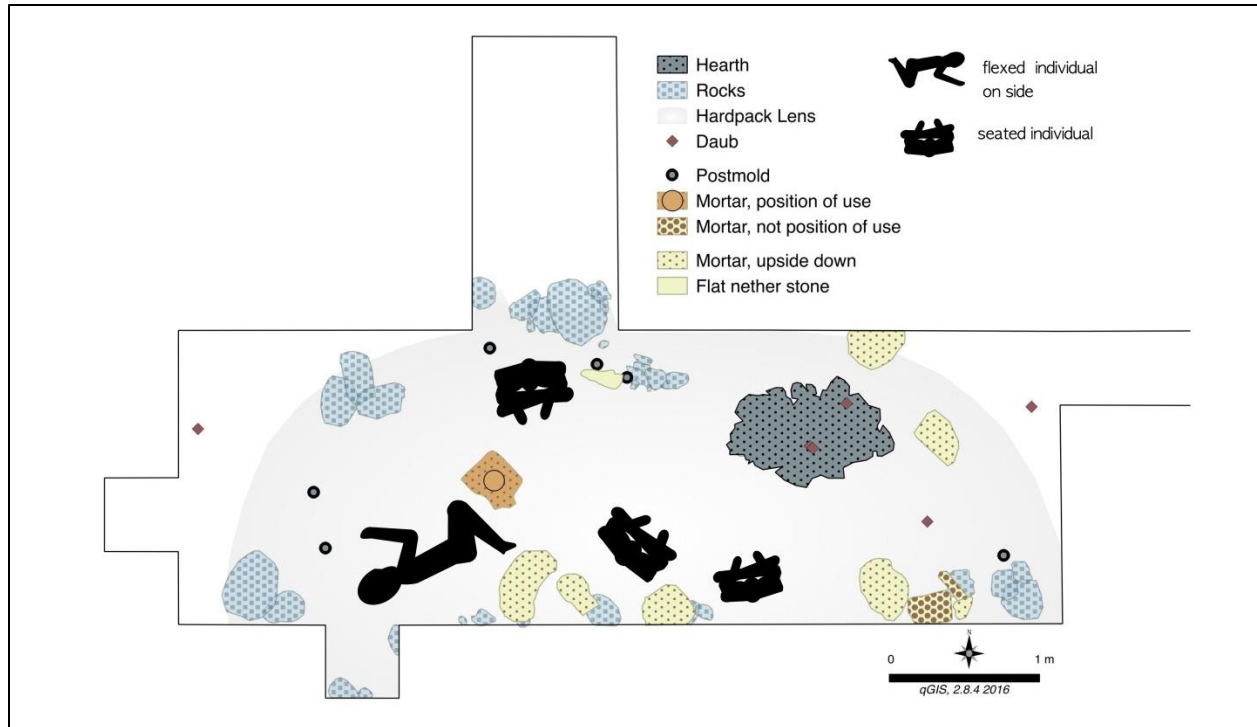 Hearth
Rocks
Hardpack Lens
Daub
Postmold
Mortar, position of use
Mortar, not position of use
Mortar, upside down
Flat nether stone
flexed individual
on side
seated individual
N
0 1 m
qGIS, 2.8.4 2016